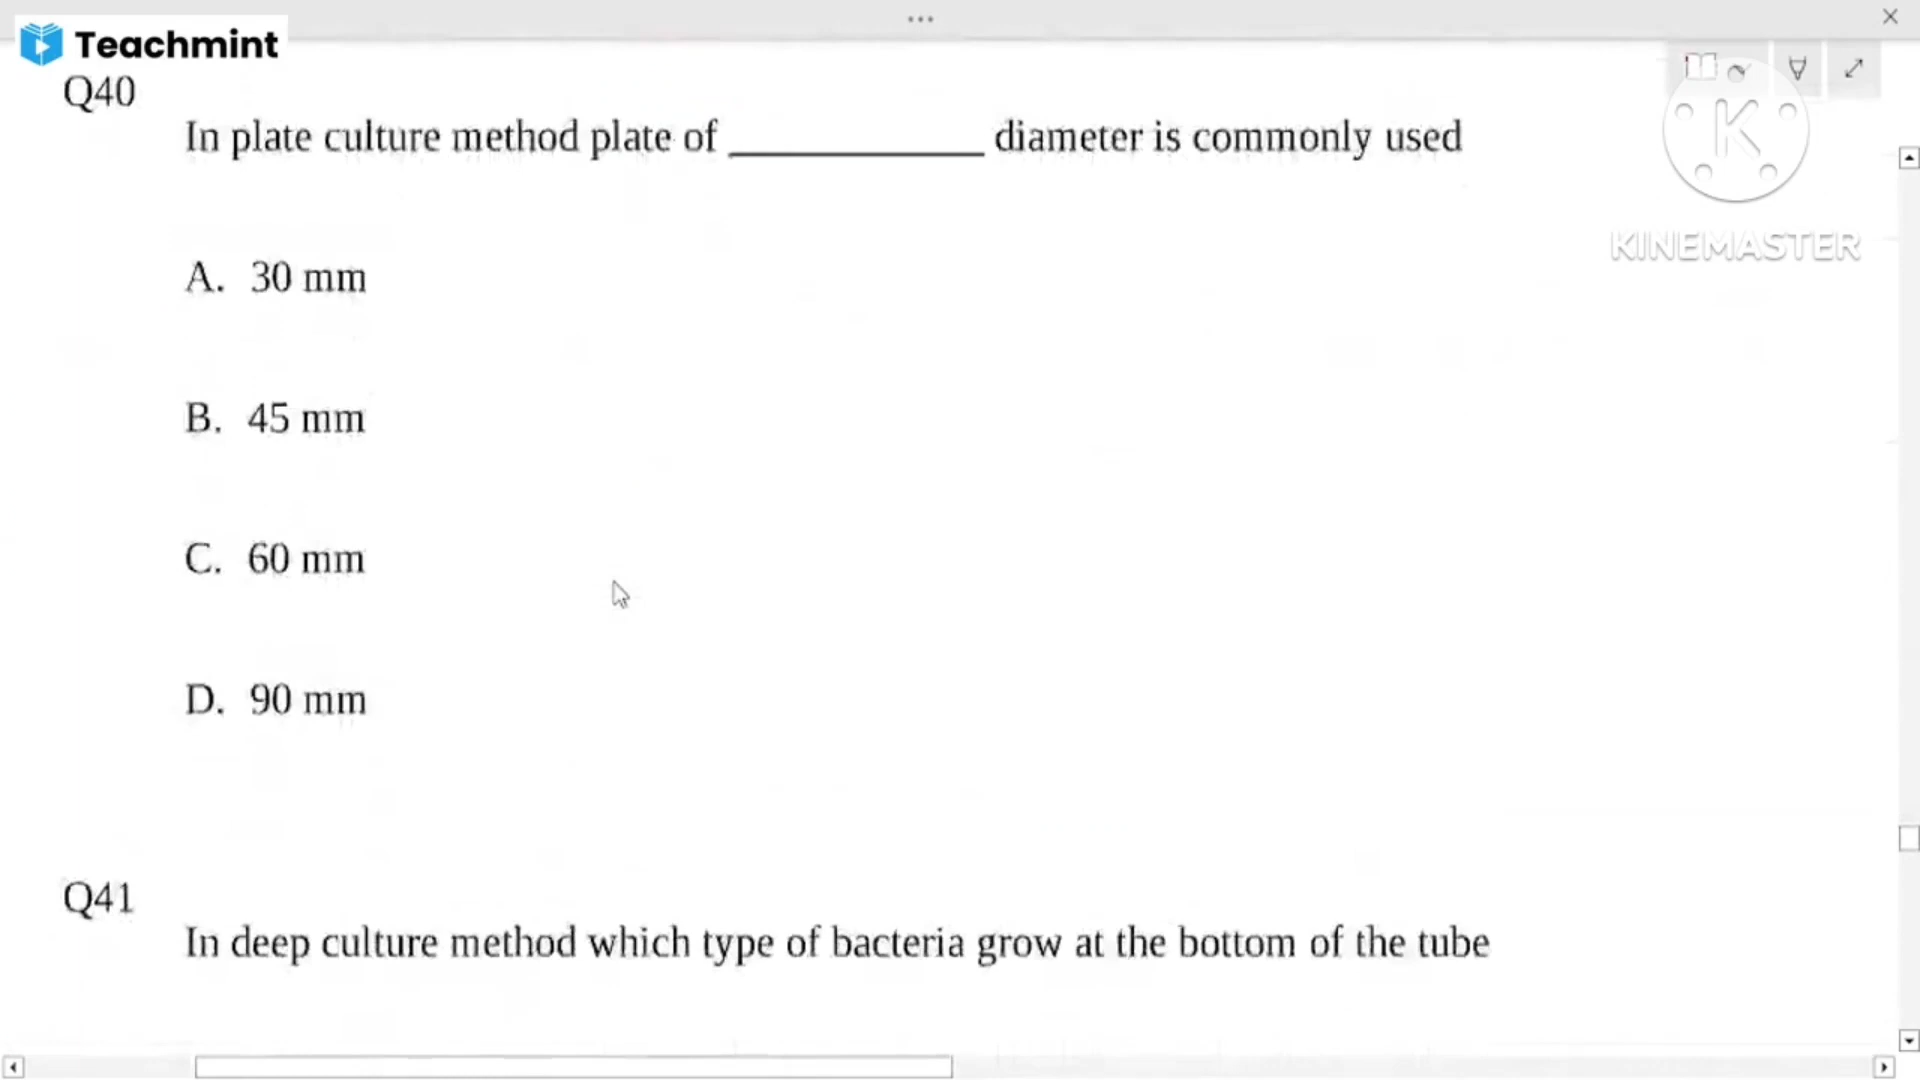 Teachmint
Q40
In plate culture method plate of ____________ diameter is commonly used
KINEMASTER
A. 30 mm
B. 45 mm
C. 60 mm
D. 90 mm
Q41
In deep culture method which type of bacteria grow at the bottom of the tube